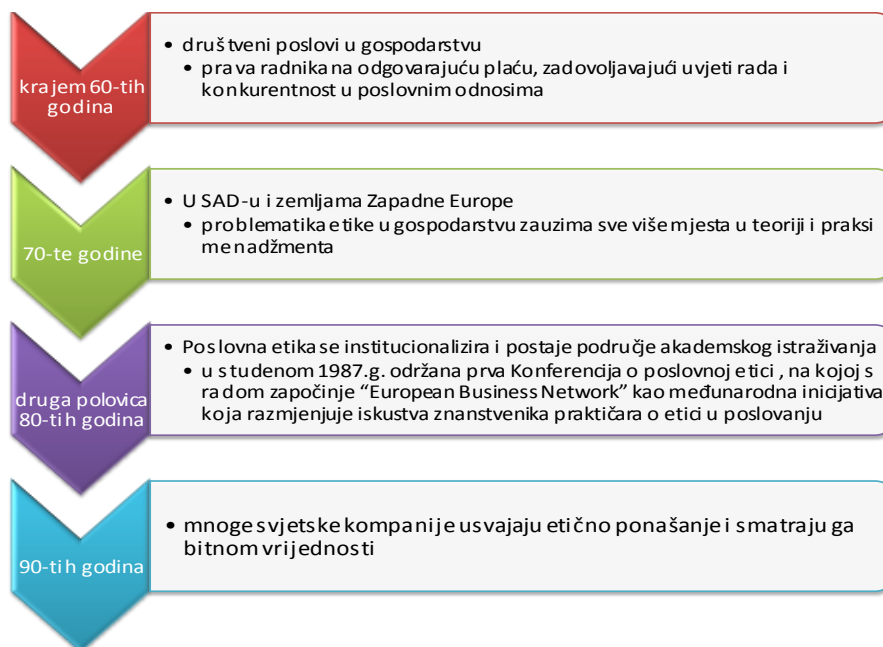 krajem 60-tih
godina
• društveni poslovi u gospodarstvu
• prava radnika na odgovarajuću plaću, zadovoljavajući uvjeti rada i
konkurentnost u poslovnim odnosima
70-te godine
• U SAD-u i zemljama Zapadne Europe
• problematika etike u gospodarstvu zauzima sve više mjesta u teoriji i praksi
menadžmenta
druga polovica
80-tih godina
• Poslovna etika se institucionalizira i postaje područje akademskog istraživanja
• u studenom 1987.g. održana prva Konferencija o poslovnoj etici , na kojoj s
radom započinje “European Business Network” kao međunarodna inicijativa
koja razmjenjuje iskustva znanstvenika praktičara o etici u poslovanju
90-tih godina
• mnoge svjetske kompanije usvajaju etično ponašanje i smatraju ga
bitnom vrijednosti